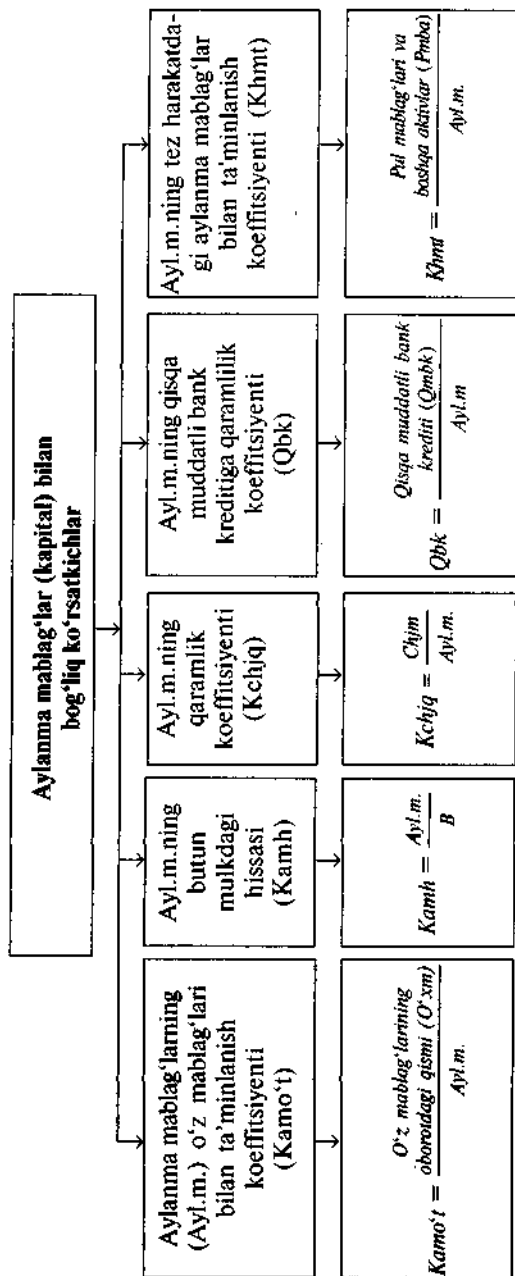 Aylanma mablag‘lar (kapital) bilan
bog‘liq ko‘rsatkichlar
Aylanma mablag‘larning
(Ayl.m.) o‘z mablag‘lari
bilan ta’minlanish
koeffitsiyenti
(Kamo‘t)
Ayl.m.ning
butun
mulkdagi
hissasi
(Kamh)
Ayl.m.ning
qaramlik
koeffitsiyenti
(Kchjq)
Ayl.m.ning qisqa
muddatli bank
kreditiga qaramlilik
koeffitsiyenti
(Qbk)
Ayl.m.ning tez harakatda-
gi aylanma mablag‘lar
bilan ta’minlanish
koeffitsiyenti (Khmt)
O‘z mablag‘larining
oborotdagi qismi (O‘xm)
Kamo‘t =
Ayl.m.
Ayl.m.
Kamh =
B
Chjm
Kchjq =
Ayl.m.
Qisqa muddatli bank
krediti (Qmbk)
Qbk =
Ayl.m
Pul mablag‘lari va
boshqa aktivlar (Pmba)
Khmt =
Ayl.m.